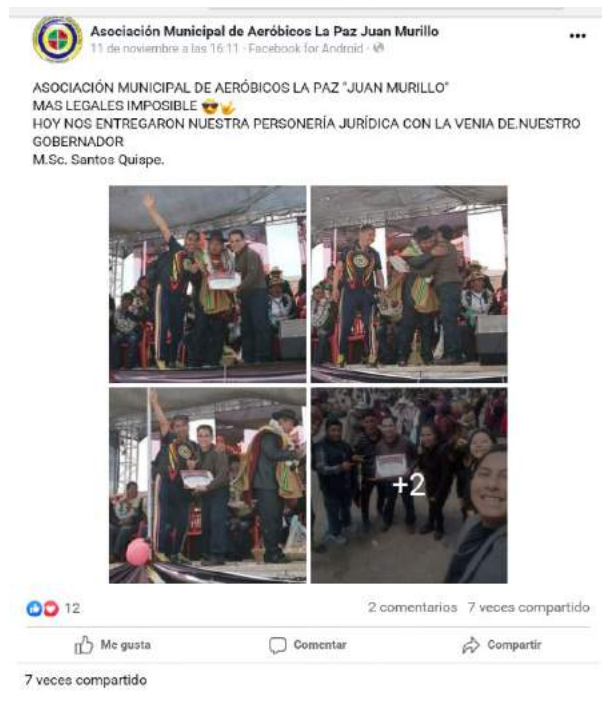 Asociación Municipal de Aeróbicos La Paz Juan Murillo
11 de noviembre a las 16:11 · Facebook for Android ·
ASOCIACIÓN MUNICIPAL DE AERÓBICOS LA PAZ "JUAN MURILLO"
MAS LEGALES IMPOSIBLE 😎🤟
HOY NOS ENTREGARON NUESTRA PERSONERÍA JURÍDICA CON LA VENIA DE.NUESTRO
GOBERNADOR
M.Sc. Santos Quispe.
+2
12
2 comentarios 7 veces compartido
Me gusta Comentar Compartir
7 veces compartido